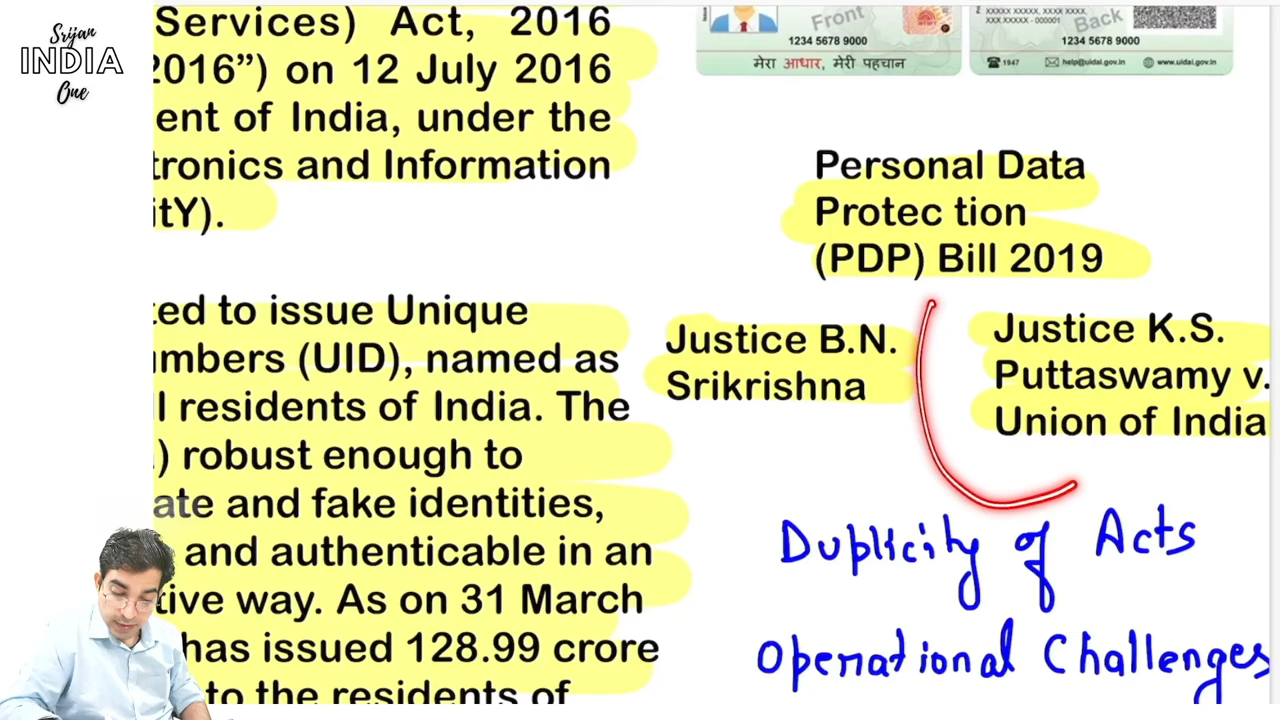 Srijan
INDIA
One
Services) Act, 2016
2016”) on 12 July 2016
ent of India, under the
tronics and Information
itY).
ted to issue Unique
umbers (UID), named as
l residents of India. The
.) robust enough to
ate and fake identities,
and authenticable in an
tive way. As on 31 March
has issued 128.99 crore
to the residents of
Front
1234 5678 9000
मेरा आधार, मेरी पहचान
XXX XXXXX - 000001
Back
1234 5678 9000
1947 help@uidai.gov.in www.uidai.gov.in
Personal Data
Protec tion
(PDP) Bill 2019
Justice B.N.
Srikrishna
Justice K.S.
Puttaswamy v.
Union of India
Duplicity of Acts
Operational Challenges